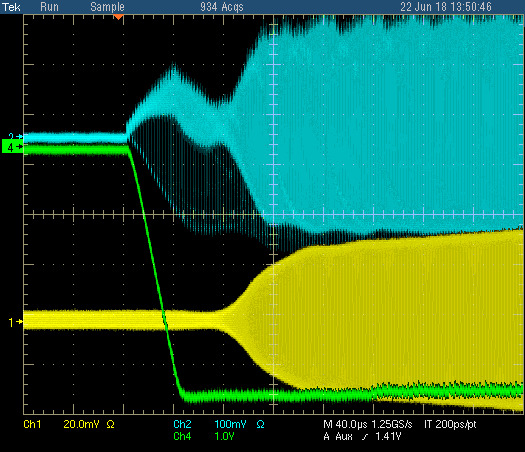 Tek Run Sample 934 Acqs 22 Jun 18 13:50:46
2
4
1
Ch1 20.0mV Ω Ch2 100mV Ω M 40.0µs 1.25GS/s IT 200ps/pt
Ch4 1.0V A Aux ∕ 1.41V